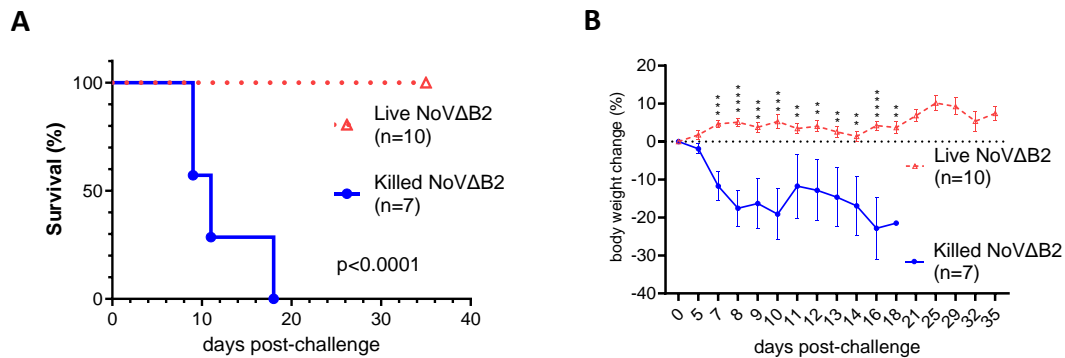 A
100
50
0
Survival (%)
Live NoVΔB2
(n=10)
Killed NoVΔB2
(n=7)
p<0.0001
0
10
20
30
40
days post-challenge
B
20
10
0
-10
-20
-30
-40
body weight change (%)
***
****
***
***
**
**
**
**
****
**
Live NoVΔB2
(n=10)
Killed NoVΔB2
(n=7)
0
5
7
8
9
10
11
12
13
14
16
18
21
25
29
32
35
days post-challenge